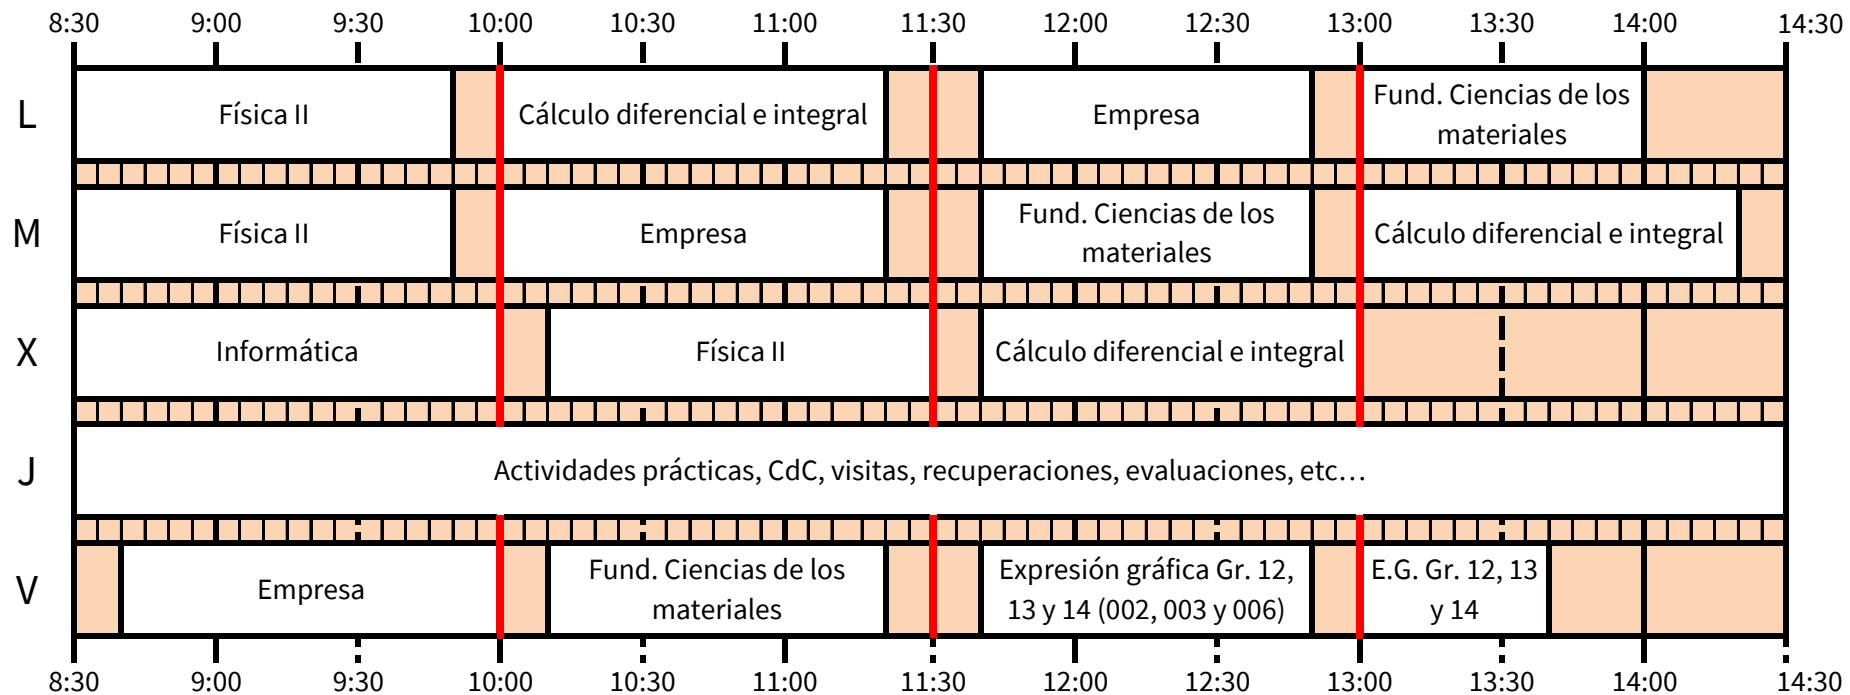 8:30 9:00 9:30 10:00 10:30 11:00 11:30 12:00 12:30 13:00 13:30 14:00 14:30
L
Física II
Cálculo diferencial e integral
Empresa
Fund. Ciencias de los
materiales
M
Física II
Empresa
Fund. Ciencias de los
materiales
Cálculo diferencial e integral
X
Informática
Física II
Cálculo diferencial e integral
J
Actividades prácticas, CdC, visitas, recuperaciones, evaluaciones, etc…
V
Empresa
Fund. Ciencias de los
materiales
Expresión gráfica Gr. 12,
13 y 14 (002, 003 y 006)
E.G. Gr. 12, 13
y 14
8:30 9:00 9:30 10:00 10:30 11:00 11:30 12:00 12:30 13:00 13:30 14:00 14:30